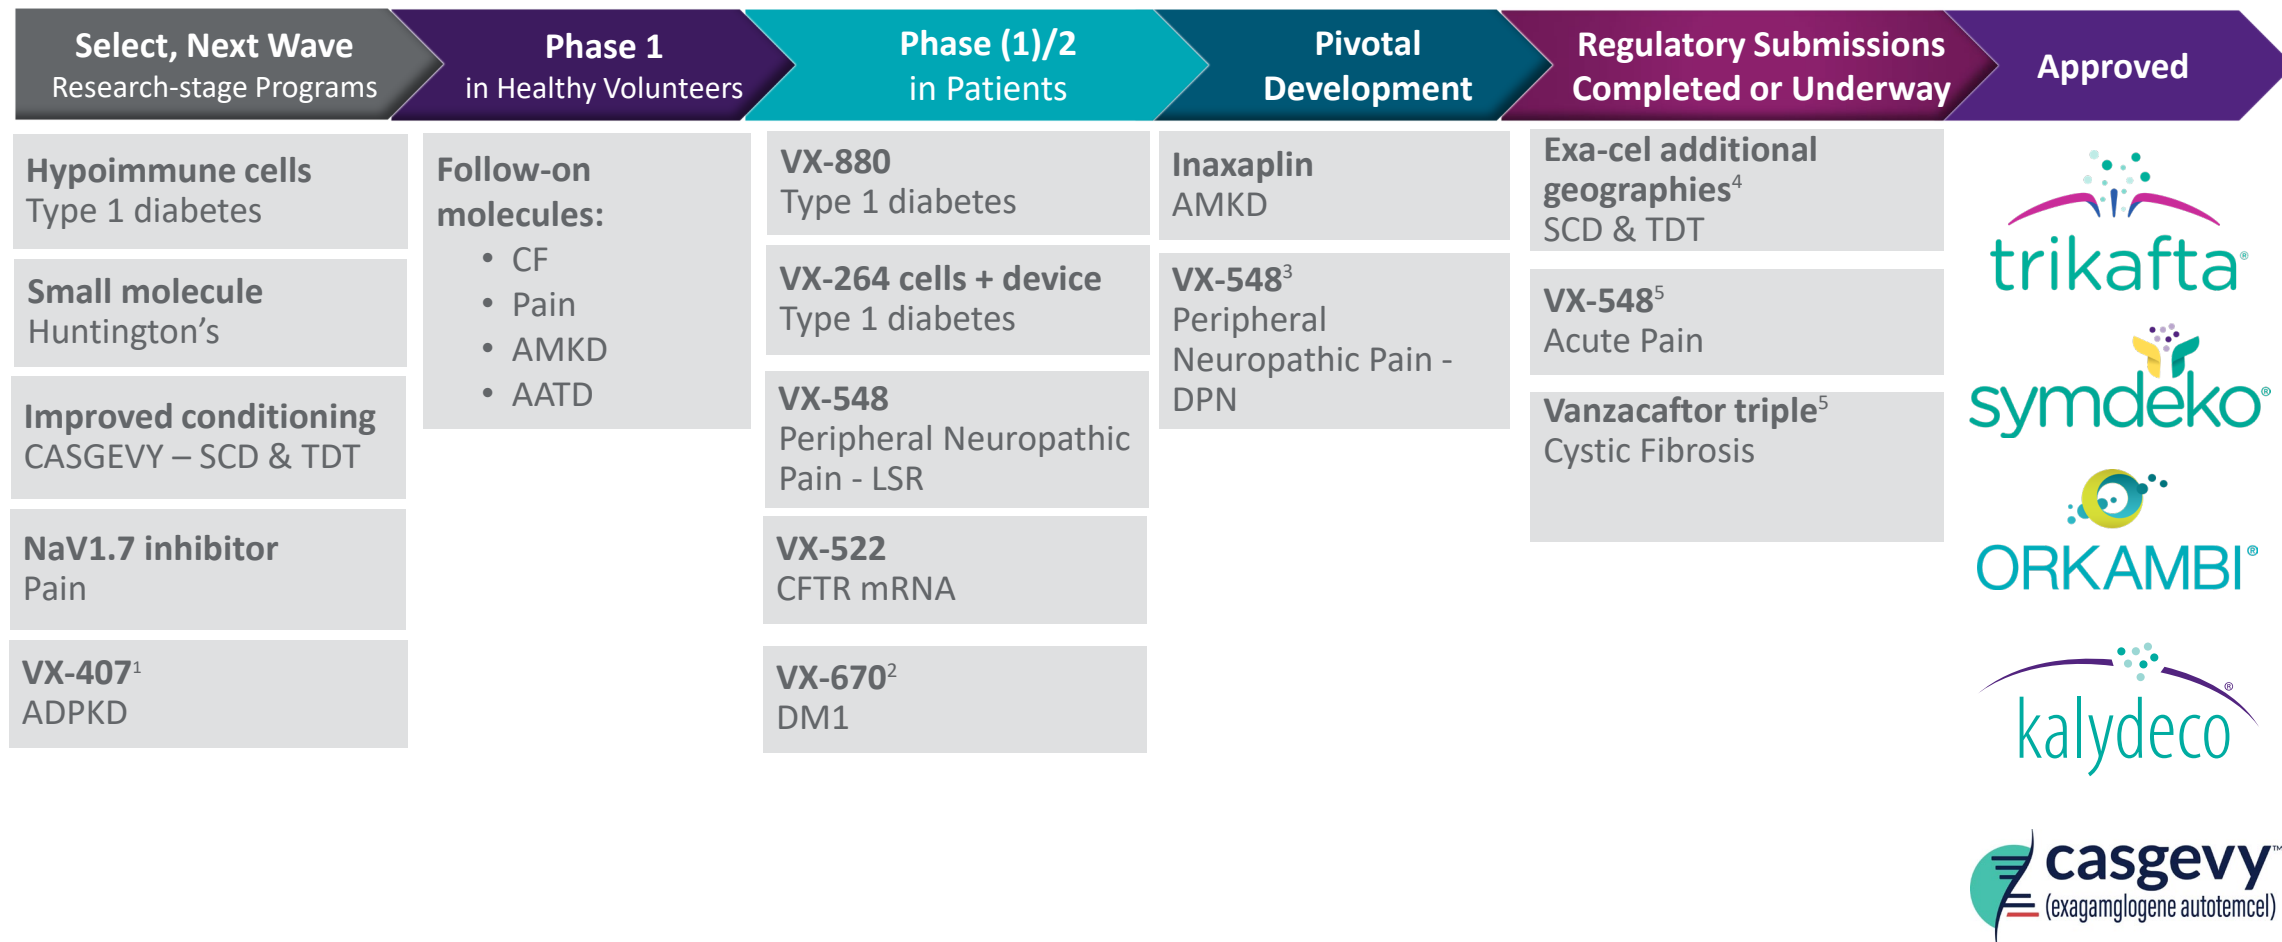 Select, Next Wave
Research-stage Programs
Phase 1
in Healthy Volunteers
Phase (1)/2
in Patients
Pivotal
Development
Regulatory Submissions
Completed or Underway
Approved
Hypoimmune cells
Type 1 diabetes
Small molecule
Huntington’s
Improved conditioning
CASGEVY – SCD & TDT
NaV1.7 inhibitor
Pain
VX-407¹
ADPKD
Follow-on
molecules:
• CF
• Pain
• AMKD
• AATD
VX-880
Type 1 diabetes
VX-264 cells + device
Type 1 diabetes
VX-548
Peripheral Neuropathic
Pain - LSR
VX-522
CFTR mRNA
VX-670²
DM1
Inaxaplin
AMKD
VX-548³
Peripheral
Neuropathic Pain -
DPN
Exa-cel additional
geographies⁴
SCD & TDT
VX-548⁵
Acute Pain
Vanzacaftor triple⁵
Cystic Fibrosis
trikafta®
symdeko®
ORKAMBI®
kalydeco®
casgevy™
(exagamglogene autotemcel)